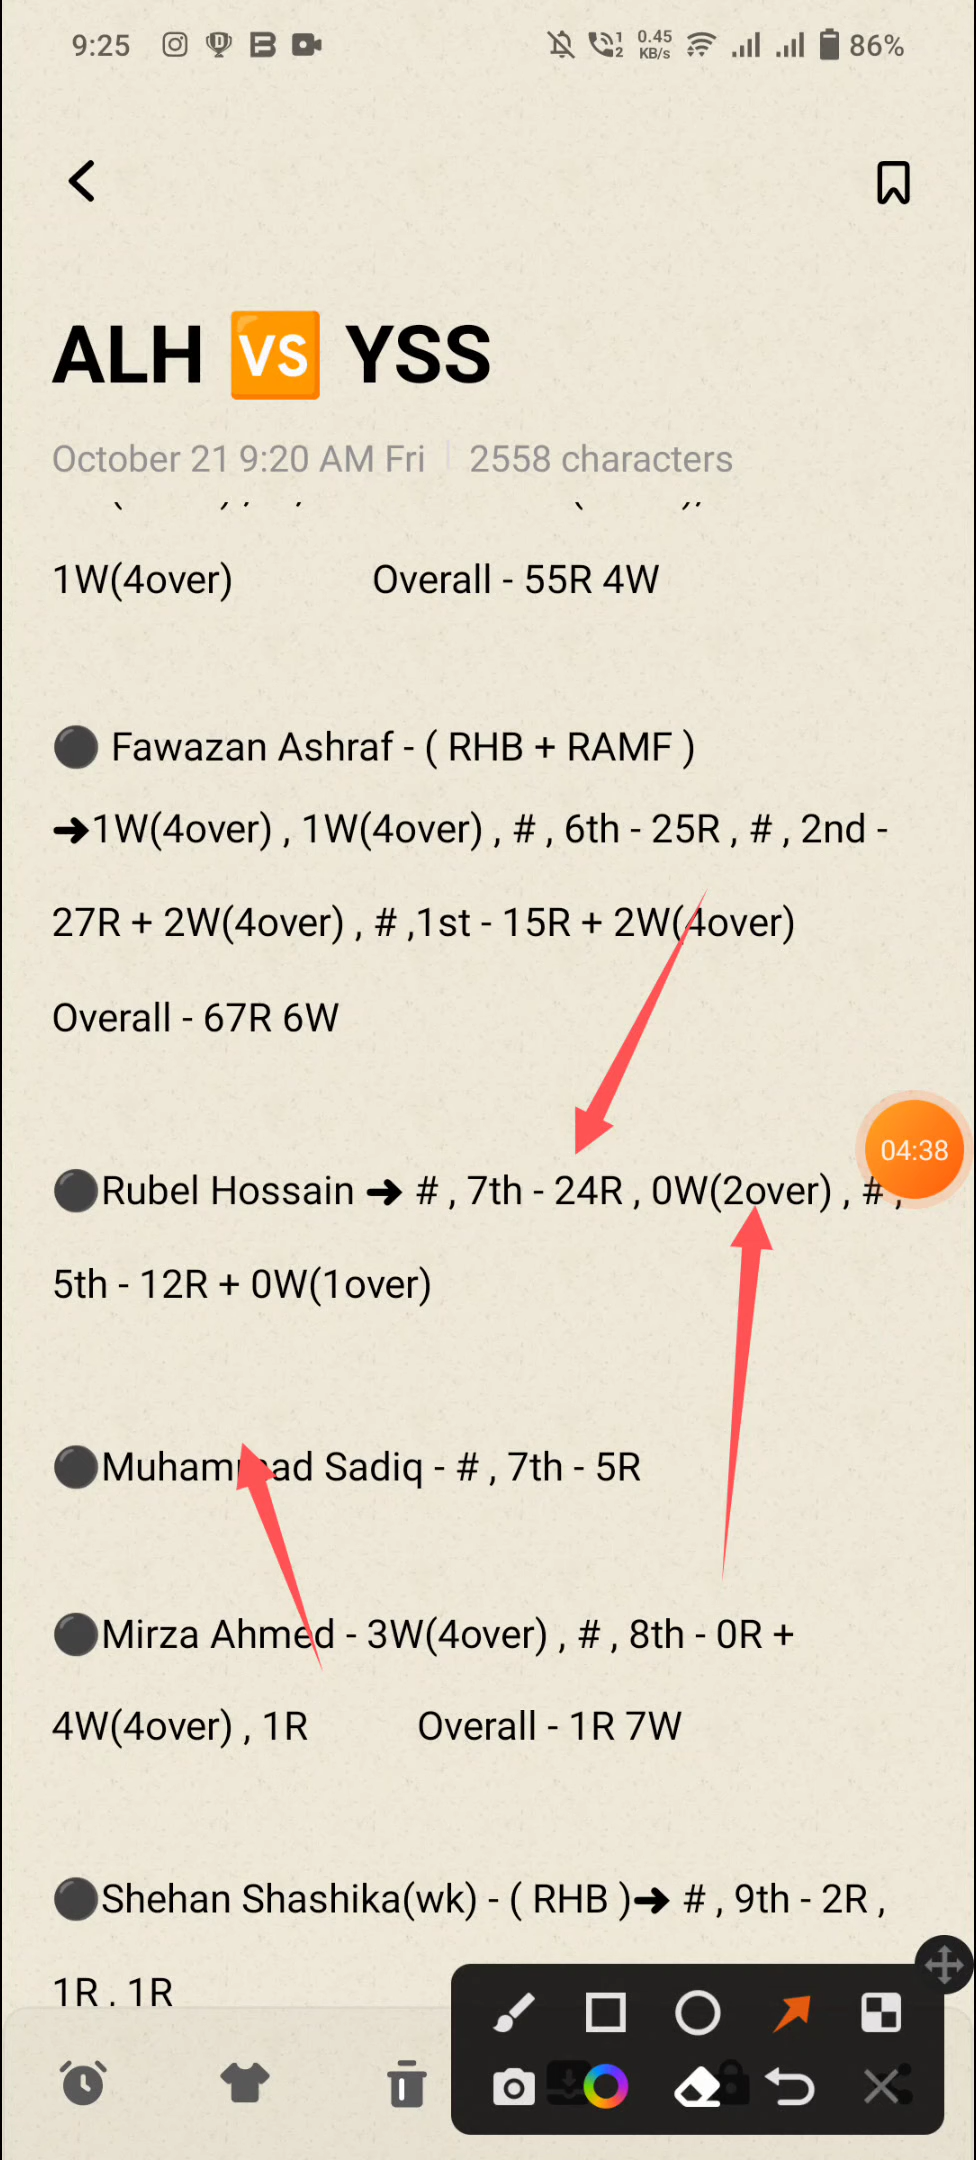 9:25 1 2 0.45 KB/s 86%
ALH VS YSS
October 21 9:20 AM Fri 2558 characters
1W(4over) Overall - 55R 4W
Fawazan Ashraf - ( RHB + RAMF )
➜1W(4over) , 1W(4over) , # , 6th - 25R , # , 2nd -
27R + 2W(4over) , # ,1st - 15R + 2W(4over)
Overall - 67R 6W
04:38
Rubel Hossain ➜ # , 7th - 24R , 0W(2over) , # ,
5th - 12R + 0W(1over)
Muhammad Sadiq - # , 7th - 5R
Mirza Ahmed - 3W(4over) , # , 8th - 0R +
4W(4over) , 1R Overall - 1R 7W
Shehan Shashika(wk) - ( RHB )➜ # , 9th - 2R ,
1R , 1R